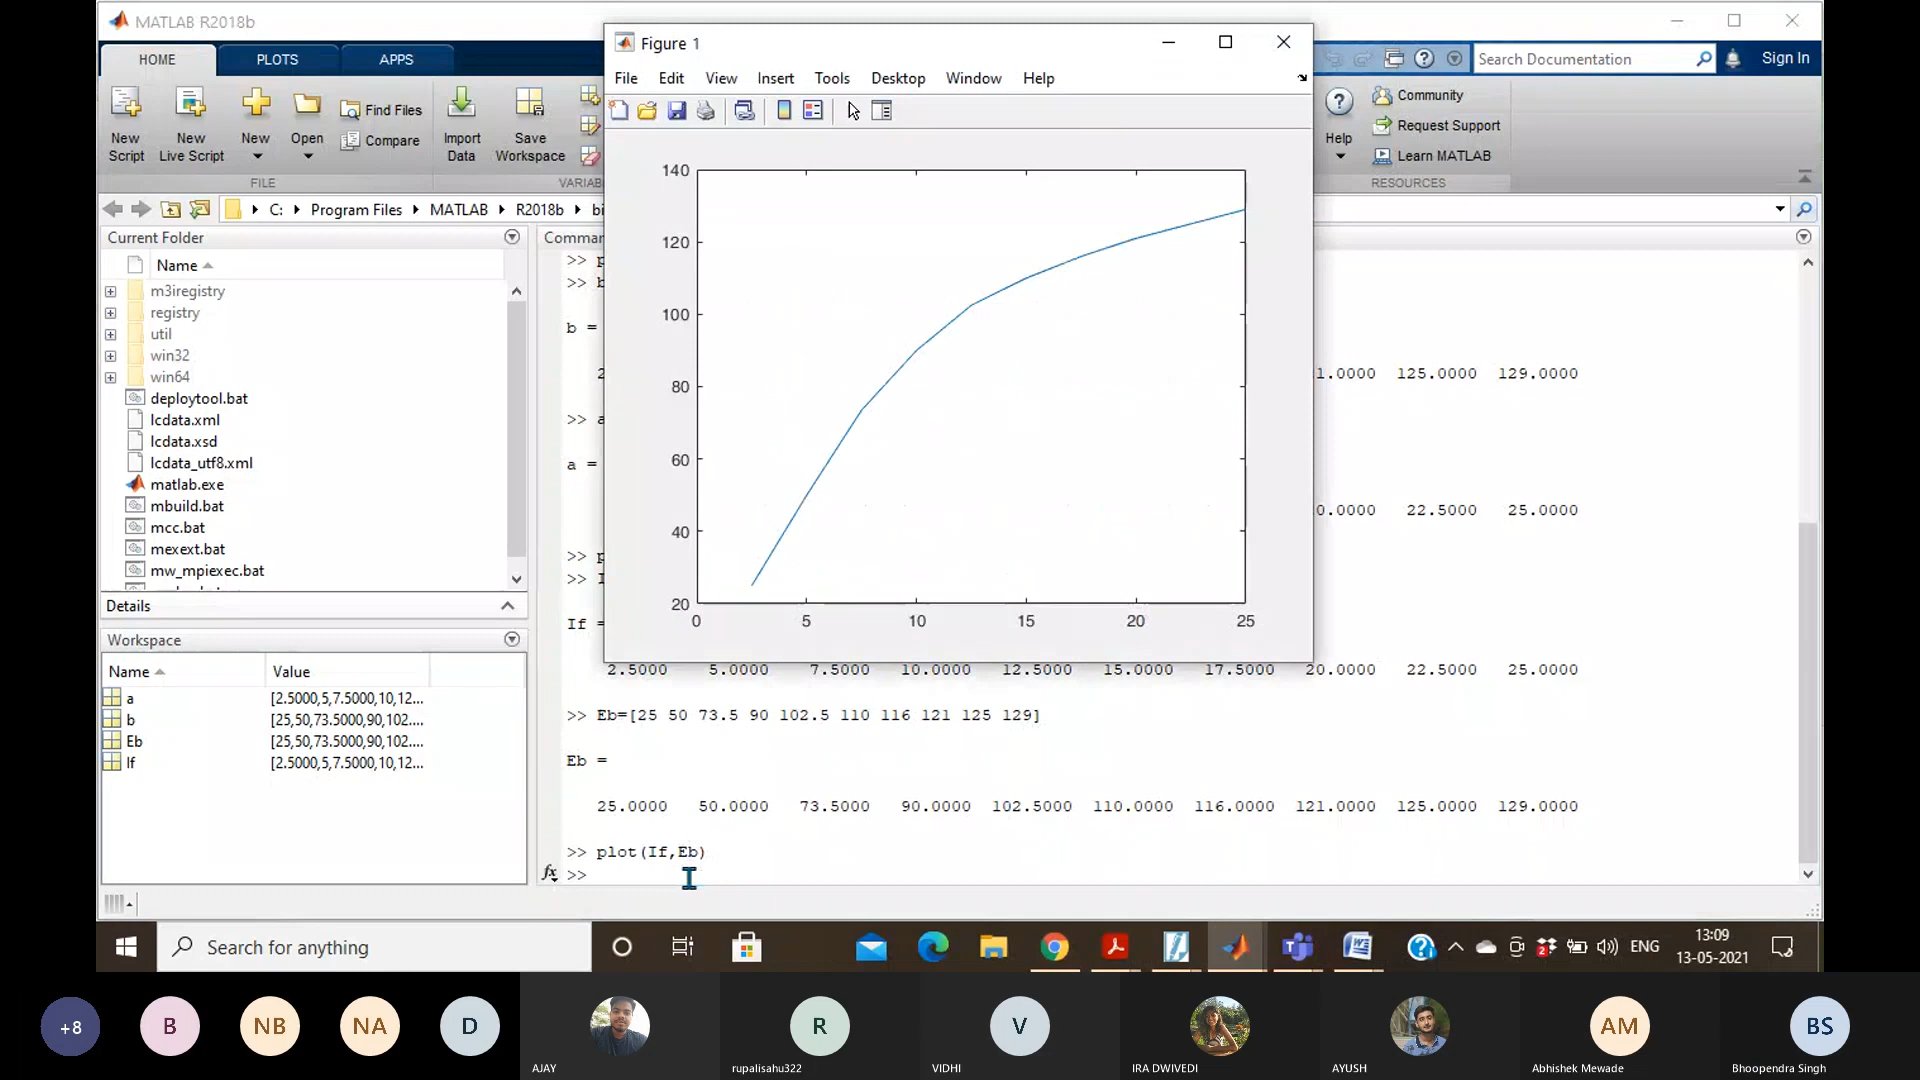 MATLAB R2018b
HOME PLOTS APPS
Search Documentation
Sign In
New Script
New Live Script
New
Open
Find Files
Compare
Import Data
Save Workspace
FILE
VARIAB
Help
Community
Request Support
Learn MATLAB
RESOURCES
C: Program Files MATLAB R2018b bi
Figure 1
File Edit View Insert Tools Desktop Window Help
140
120
100
80
60
40
20
0 5 10 15 20 25
Current Folder
Name
m3iregistry
registry
util
win32
win64
deploytool.bat
lcdata.xml
lcdata.xsd
lcdata_utf8.xml
matlab.exe
mbuild.bat
mcc.bat
mexext.bat
mw_mpiexec.bat
Details
Workspace
Name Value
a [2.5000,5,7.5000,10,12...
b [25,50,73.5000,90,102....
Eb [25,50,73.5000,90,102....
If [2.5000,5,7.5000,10,12...
Comman
>> p
>> b
b =
2 1.0000 125.0000 129.0000
>> a
a =
0.0000 22.5000 25.0000
>> p
>> I
If =
2.5000 5.0000 7.5000 10.0000 12.5000 15.0000 17.5000 20.0000 22.5000 25.0000
>> Eb=[25 50 73.5 90 102.5 110 116 121 125 129]
Eb =
25.0000 50.0000 73.5000 90.0000 102.5000 110.0000 116.0000 121.0000 125.0000 129.0000
>> plot(If,Eb)
fx >>
Search for anything
ENG
13:09
13-05-2021
+8
B
NB
NA
D
R
V
AM
BS
AJAY
rupalisahu322
VIDHI
IRA DWIVEDI
AYUSH
Abhishek Mewade
Bhoopendra Singh